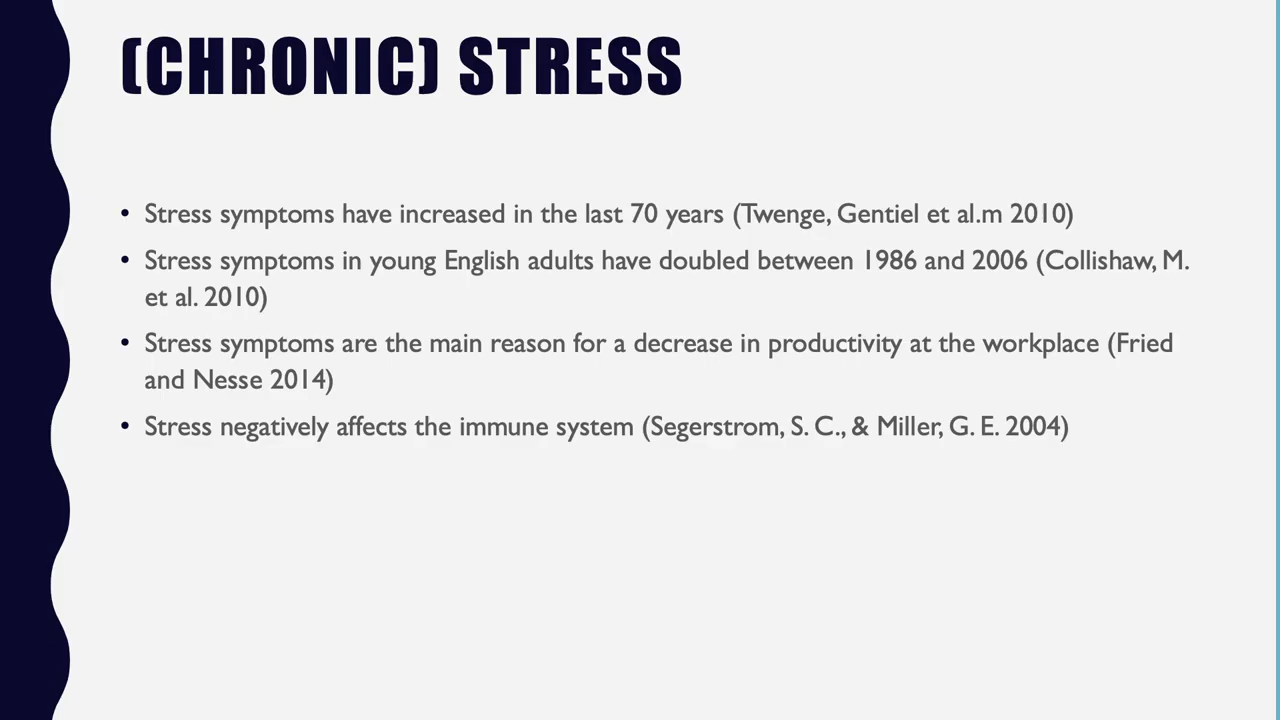 (CHRONIC) STRESS
• Stress symptoms have increased in the last 70 years (Twenge, Gentiel et al.m 2010)
• Stress symptoms in young English adults have doubled between 1986 and 2006 (Collishaw, M.
et al. 2010)
• Stress symptoms are the main reason for a decrease in productivity at the workplace (Fried
and Nesse 2014)
• Stress negatively affects the immune system (Segerstrom, S. C., & Miller, G. E. 2004)